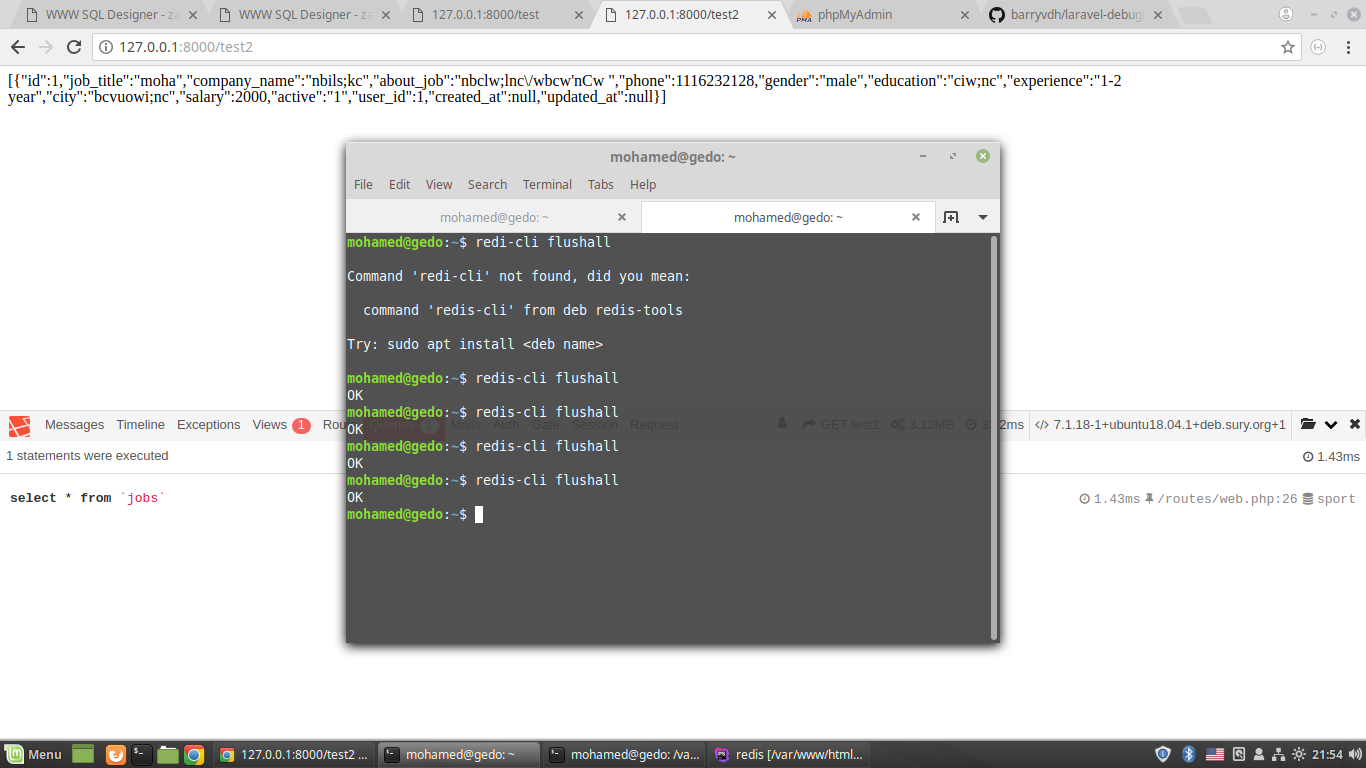 WWW SQL Designer - za
WWW SQL Designer - za
127.0.0.1:8000/test
127.0.0.1:8000/test2
phpMyAdmin
barryvdh/laravel-debug
127.0.0.1:8000/test2
[{"id":1,"job_title":"moha","company_name":"nbils;kc","about_job":"nbclw;lnc\/wbcw'nCw ","phone":1116232128,"gender":"male","education":"ciw;nc","experience":"1-2
year","city":"bcvuowi;nc","salary":2000,"active":"1","user_id":1,"created_at":null,"updated_at":null}]
mohamed@gedo: ~
File Edit View Search Terminal Tabs Help
mohamed@gedo: ~
mohamed@gedo: ~
mohamed@gedo:~$ redi-cli flushall
Command 'redi-cli' not found, did you mean:
command 'redis-cli' from deb redis-tools
Try: sudo apt install <deb name>
mohamed@gedo:~$ redis-cli flushall
OK
mohamed@gedo:~$ redis-cli flushall
OK
mohamed@gedo:~$ redis-cli flushall
OK
mohamed@gedo:~$ redis-cli flushall
OK
mohamed@gedo:~$
Messages Timeline Exceptions Views 1 Rou Queries 1 Mails Auth Gate Session Request GET test2 3.12MB 2ms </> 7.1.18-1+ubuntu18.04.1+deb.sury.org+1
1 statements were executed 1.43ms
select * from `jobs` 1.43ms /routes/web.php:26 sport
Menu 127.0.0.1:8000/test2 ... mohamed@gedo: ~ mohamed@gedo: /va... redis [/var/www/html... 21:54